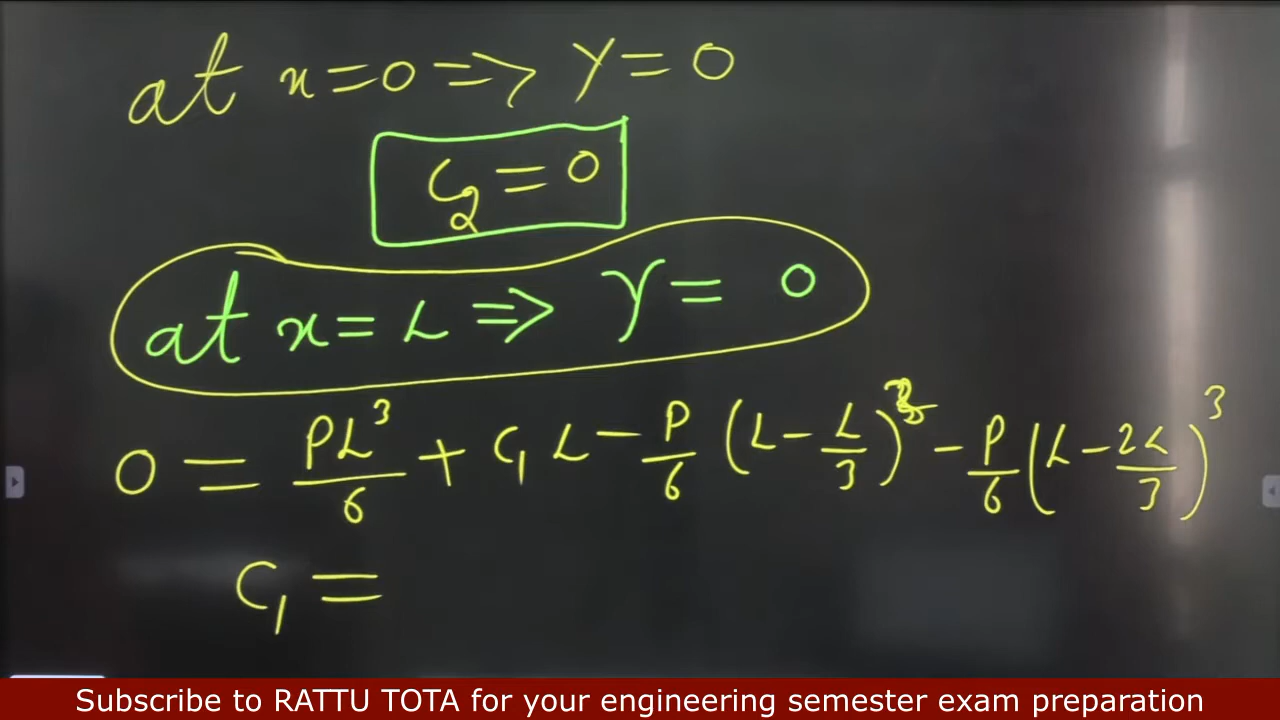 at x=0 => Y=0
C₂=0
at x=L => Y= 0
0 = PL³/6 + C₁L - P/6 (L - L/3)³ - P/6 (L - 2L/3)³
C₁ =
Subscribe to RATTU TOTA for your engineering semester exam preparation